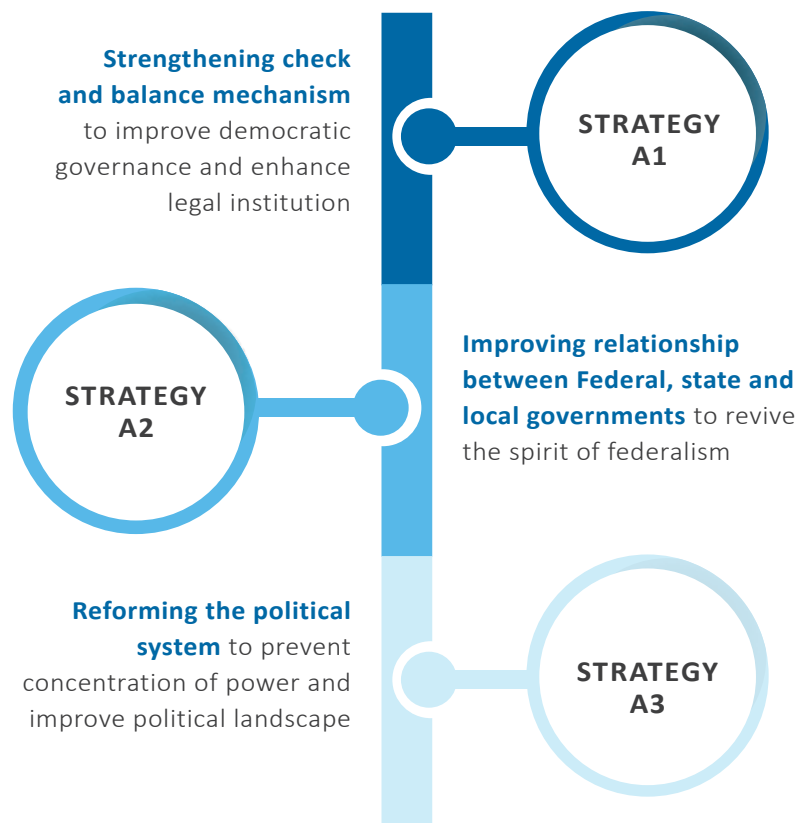 Strengthening check
and balance mechanism
to improve democratic
governance and enhance
legal institution
STRATEGY
A1
STRATEGY
A2
Improving relationship
between Federal, state and
local governments to revive
the spirit of federalism
Reforming the political
system to prevent
concentration of power and
improve political landscape
STRATEGY
A3